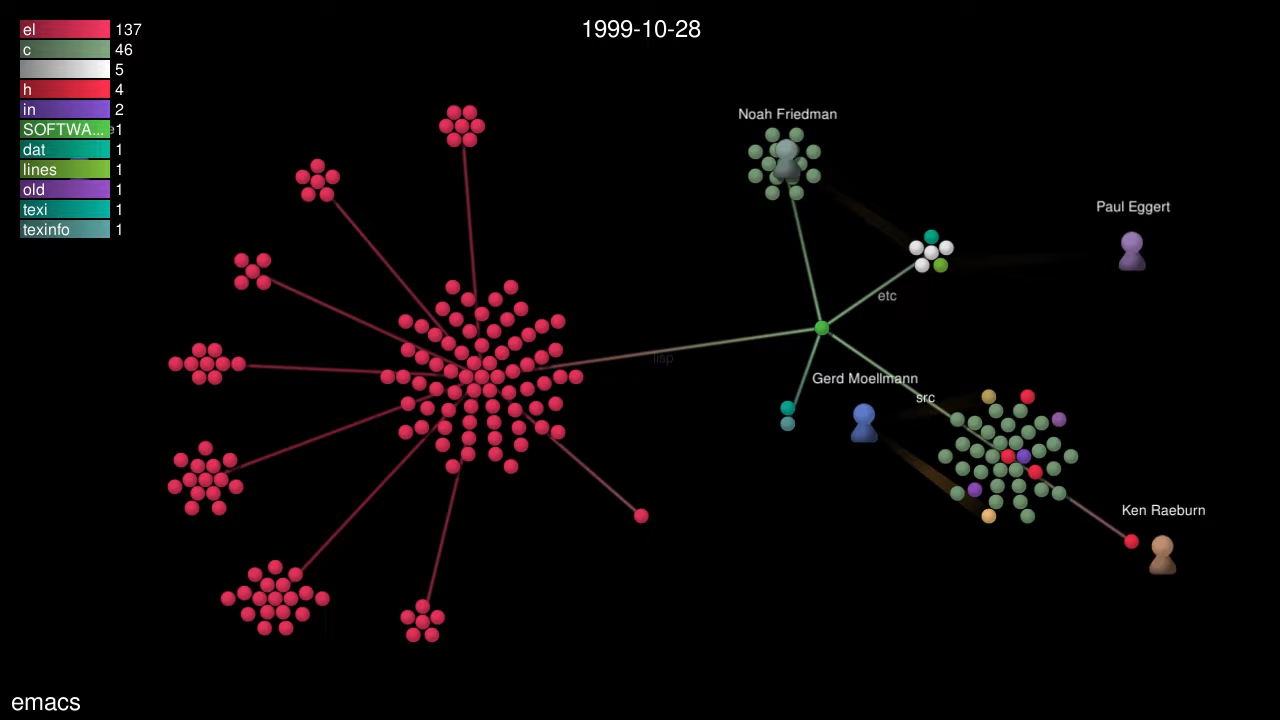 1999-10-28
el 137
c 46
5
h 4
in 2
SOFTWA... 1
dat 1
lines 1
old 1
texi 1
texinfo 1
Noah Friedman
Paul Eggert
etc
lisp
Gerd Moellmann
src
Ken Raeburn
emacs